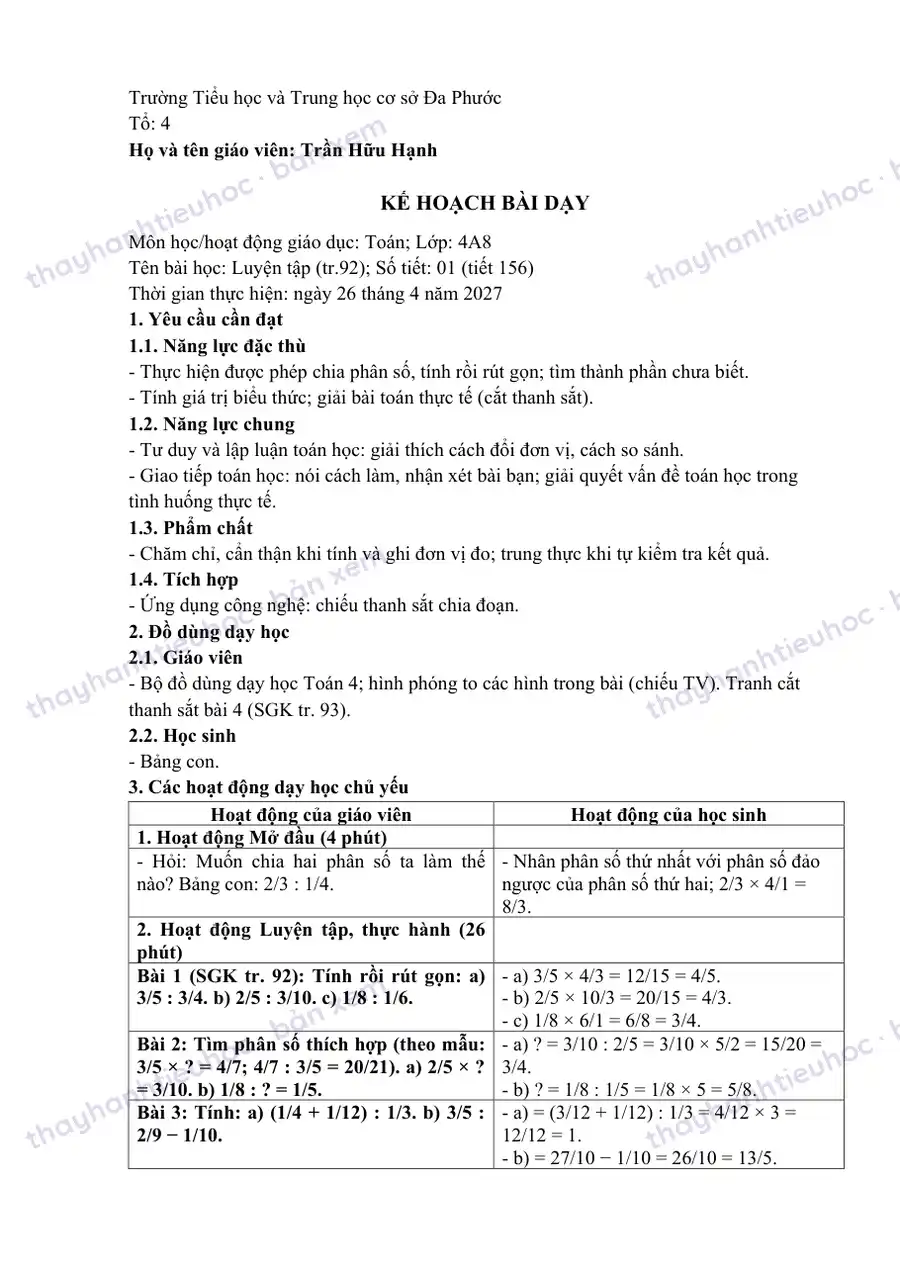 Trường Tiểu học và Trung học cơ sở Đa Phước
Tổ: 4
Họ và tên giáo viên: Trần Hữu Hạnh
KẾ HOẠCH BÀI DẠY
Môn học/hoạt động giáo dục: Toán; Lớp: 4A8
Tên bài học: Luyện tập (tr.92); Số tiết: 01 (tiết 156)
Thời gian thực hiện: ngày 26 tháng 4 năm 2027
1. Yêu cầu cần đạt
1.1. Năng lực đặc thù
- Thực hiện được phép chia phân số, tính rồi rút gọn; tìm thành phần chưa biết.
- Tính giá trị biểu thức; giải bài toán thực tế (cắt thanh sắt).
1.2. Năng lực chung
- Tư duy và lập luận toán học: giải thích cách đổi đơn vị, cách so sánh.
- Giao tiếp toán học: nói cách làm, nhận xét bài bạn; giải quyết vấn đề toán học trong
tình huống thực tế.
1.3. Phẩm chất
- Chăm chỉ, cẩn thận khi tính và ghi đơn vị đo; trung thực khi tự kiểm tra kết quả.
1.4. Tích hợp
- Ứng dụng công nghệ: chiếu thanh sắt chia đoạn.
2. Đồ dùng dạy học
2.1. Giáo viên
- Bộ đồ dùng dạy học Toán 4; hình phóng to các hình trong bài (chiếu TV). Tranh cắt
thanh sắt bài 4 (SGK tr. 93).
2.2. Học sinh
- Bảng con.
3. Các hoạt động dạy học chủ yếu
Hoạt động của giáo viên
Hoạt động của học sinh
1. Hoạt động Mở đầu (4 phút)
- Hỏi: Muốn chia hai phân số ta làm thế
nào? Bảng con: 2/3 : 1/4.
- Nhân phân số thứ nhất với phân số đảo
ngược của phân số thứ hai; 2/3 × 4/1 =
8/3.
2. Hoạt động Luyện tập, thực hành (26
phút)
Bài 1 (SGK tr. 92): Tính rồi rút gọn: a)
3/5 : 3/4. b) 2/5 : 3/10. c) 1/8 : 1/6.
- a) 3/5 × 4/3 = 12/15 = 4/5.
- b) 2/5 × 10/3 = 20/15 = 4/3.
- c) 1/8 × 6/1 = 6/8 = 3/4.
Bài 2: Tìm phân số thích hợp (theo mẫu:
3/5 × ? = 4/7; 4/7 : 3/5 = 20/21). a) 2/5 × ?
= 3/10. b) 1/8 : ? = 1/5.
- a) ? = 3/10 : 2/5 = 3/10 × 5/2 = 15/20 =
3/4.
- b) ? = 1/8 : 1/5 = 1/8 × 5 = 5/8.
Bài 3: Tính: a) (1/4 + 1/12) : 1/3. b) 3/5 :
2/9 − 1/10.
- a) = (3/12 + 1/12) : 1/3 = 4/12 × 3 =
12/12 = 1.
- b) = 27/10 − 1/10 = 26/10 = 13/5.
thayhanhtieuhoc · bản xem
thayhanhtieuhoc · b
thayhanhtieuhoc · bản xem
thayhanhtieuhoc · b
thayhanhtieuhoc · bản xem
thayhanhtieuhoc · b